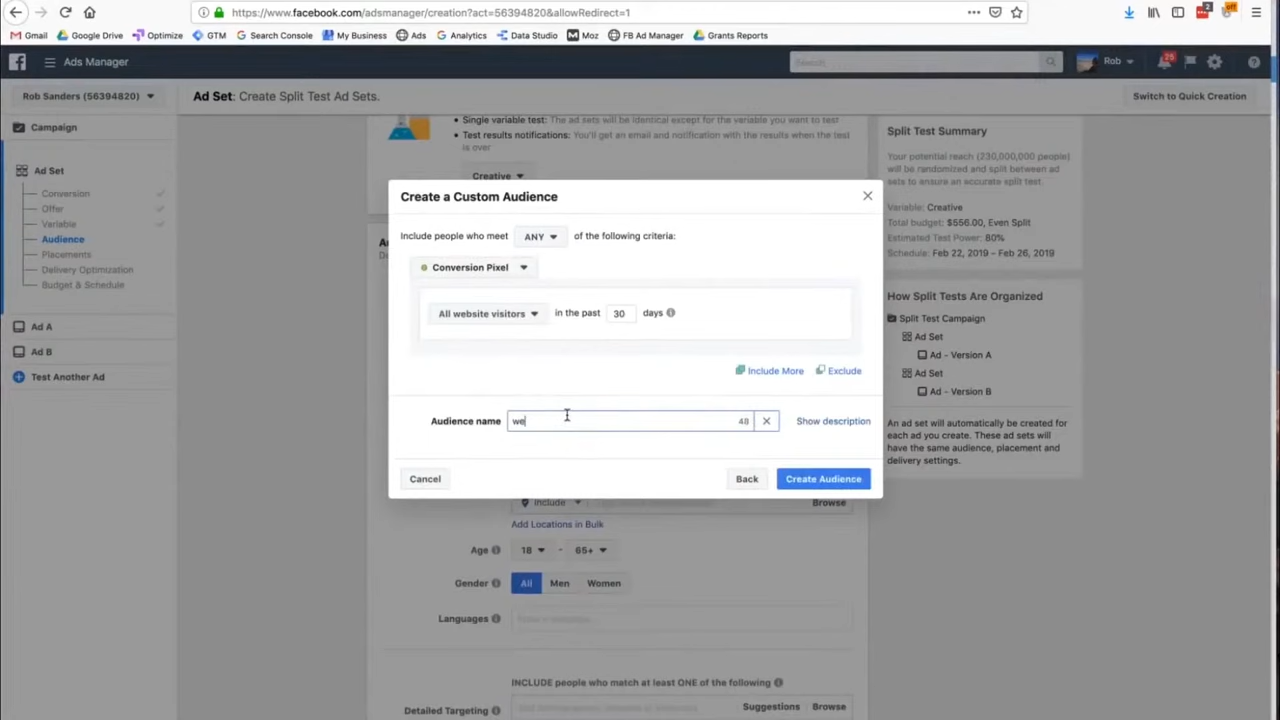 https://www.facebook.com/adsmanager/creation?act=56394820&allowRedirect=1
2
off
Gmail Google Drive Optimize GTM Search Console My Business Ads Analytics Data Studio Moz FB Ad Manager Grants Reports
Ads Manager
Search
Rob
25
Rob Sanders (56394820)
Ad Set: Create Split Test Ad Sets.
Switch to Quick Creation
Campaign
Ad Set
Conversion
Offer
Variable
Audience
Placements
Delivery Optimization
Budget & Schedule
Ad A
Ad B
Test Another Ad
Single variable test: The ad sets will be identical except for the variable you want to test
Test results notifications: You'll get an email and notification with the results when the test
is over
Creative
Create a Custom Audience
Include people who meet ANY of the following criteria:
Conversion Pixel
All website visitors in the past 30 days
Include More Exclude
Audience name we 48 Show description
Cancel Back Create Audience
Include Browse
Add Locations in Bulk
Age 18 - 65+
Gender All Men Women
Languages
INCLUDE people who match at least ONE of the following
Detailed Targeting Suggestions Browse
Split Test Summary
Your potential reach (230,000,000 people)
will be randomized and split between ad
sets to ensure an accurate split test.
Variable: Creative
Total budget: $556.00, Even Split
Estimated Test Power: 80%
Schedule: Feb 22, 2019 – Feb 26, 2019
How Split Tests Are Organized
Split Test Campaign
Ad Set
Ad - Version A
Ad Set
Ad - Version B
An ad set will automatically be created for
each ad you create. These ad sets will
have the same audience, placement and
delivery settings.